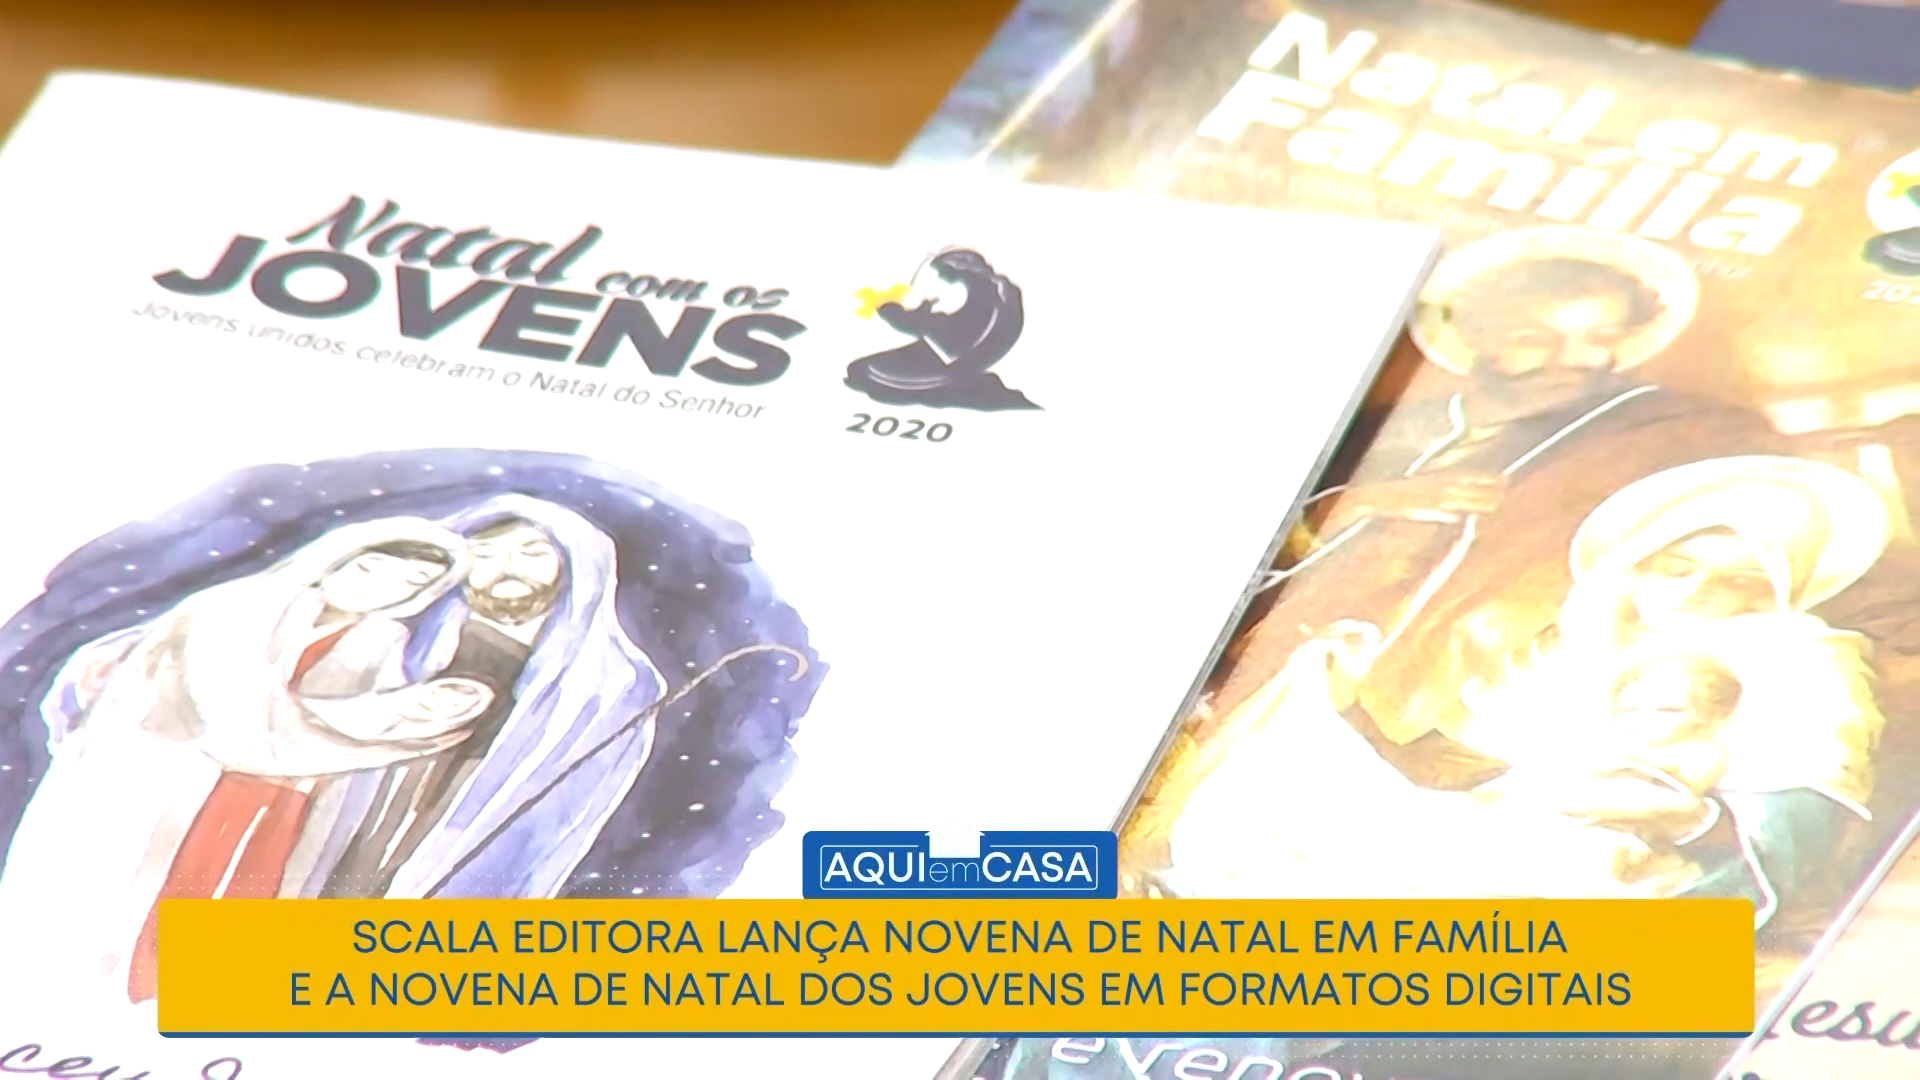 Natal em
Família
Natal com os
JOVENS
Jovens unidos celebram o Natal do Senhor
2020
AQUIemCASA
SCALA EDITORA LANÇA NOVENA DE NATAL EM FAMÍLIA
E A NOVENA DE NATAL DOS JOVENS EM FORMATOS DIGITAIS